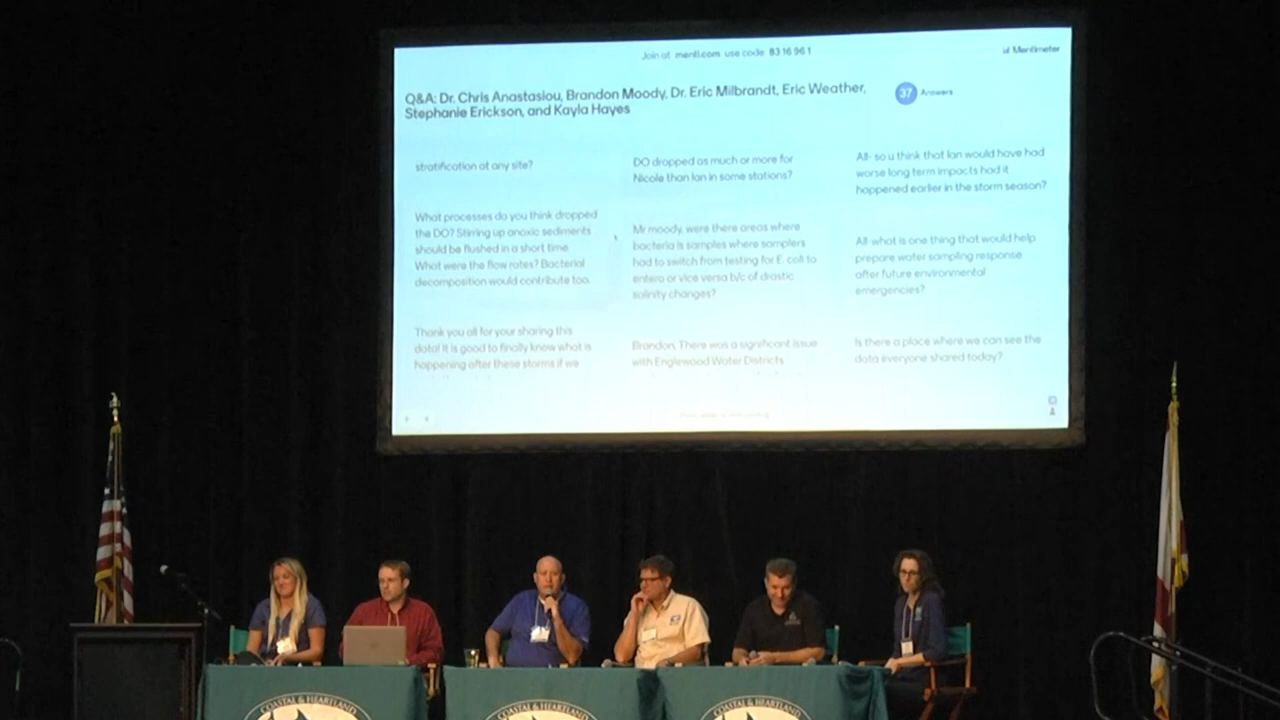 Join at menti.com use code 8316 961
Mentimeter
Q&A: Dr. Chris Anastasiou, Brandon Moody, Dr. Eric Milbrandt, Eric Weather,
Stephanie Erickson, and Kayla Hayes
37 Answers
stratification at any site?
What processes do you think dropped
the DO? Stirring up anoxic sediments
should be flushed in a short time.
What were the flow rates? Bacterial
decomposition would contribute too.
Thank you all for your sharing this
data! It is good to finally know what is
happening after these storms if we
DO dropped as much or more for
Nicole than Ian in some stations?
Mr moody, were there areas where
bacteria is samples where samplers
had to switch from testing for E. coli to
entero or vice versa b/c of drastic
salinity changes?
Brandon, There was a significant issue
with Englewood Water Districts
All- so u think that Ian would have had
worse long term impacts had it
happened earlier in the storm season?
All-what is one thing that would help
prepare water sampling response
after future environmental
emergencies?
Is there a place where we can see the
data everyone shared today?
COASTAL & HEARTLAND
COASTAL & HEARTLAND
COASTAL & HEARTLAND